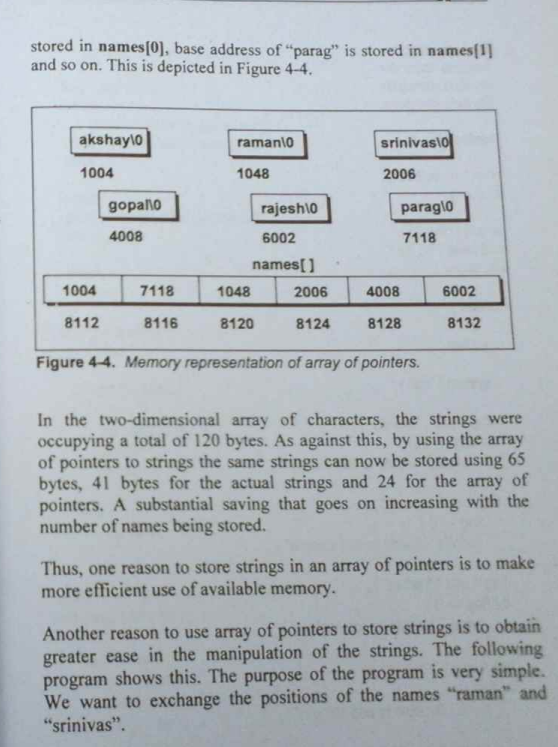 stored in names[0], base address of “parag” is stored in names[1]
and so on. This is depicted in Figure 4-4.
akshay\0 raman\0 srinivas\0
1004 1048 2006
gopal\0 rajesh\0 parag\0
4008 6002 7118
names[ ]
1004 7118 1048 2006 4008 6002
8112 8116 8120 8124 8128 8132
Figure 4-4. Memory representation of array of pointers.
In the two-dimensional array of characters, the strings were
occupying a total of 120 bytes. As against this, by using the array
of pointers to strings the same strings can now be stored using 65
bytes, 41 bytes for the actual strings and 24 for the array of
pointers. A substantial saving that goes on increasing with the
number of names being stored.
Thus, one reason to store strings in an array of pointers is to make
more efficient use of available memory.
Another reason to use array of pointers to store strings is to obtain
greater ease in the manipulation of the strings. The following
program shows this. The purpose of the program is very simple.
We want to exchange the positions of the names “raman” and
“srinivas”.